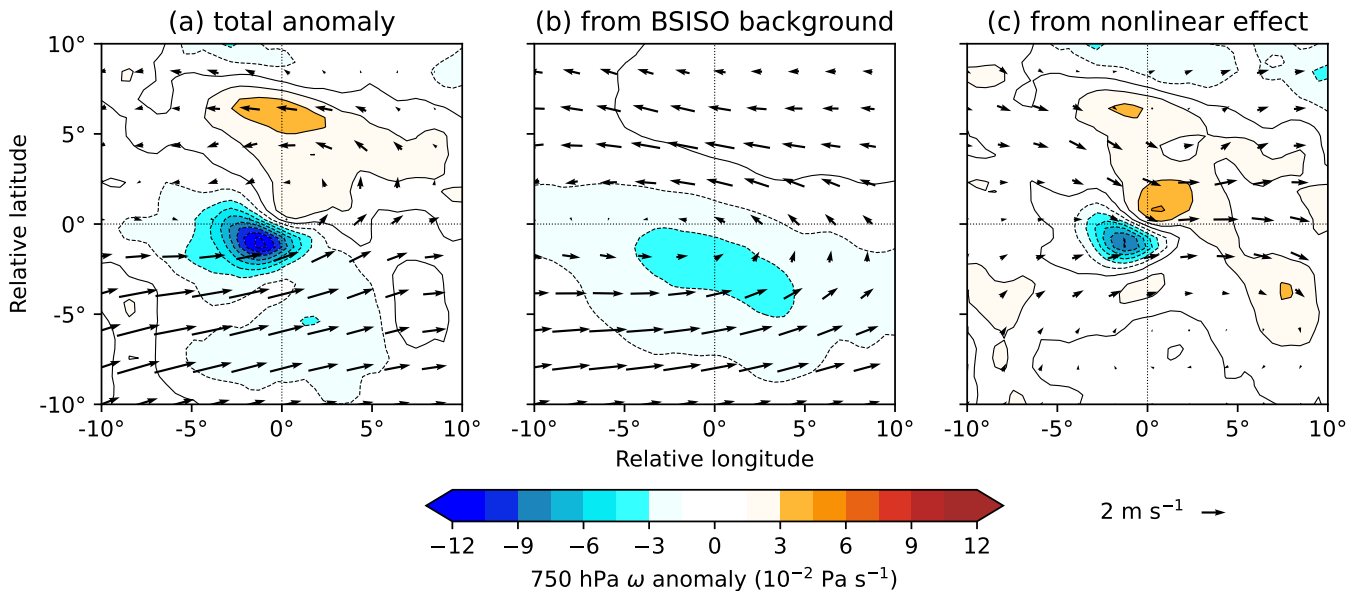 (a) total anomaly
(b) from BSISO background
(c) from nonlinear effect
10°
5°
0°
-5°
-10°
Relative latitude
-10° -5° 0° 5° 10°
-10° -5° 0° 5° 10°
-10° -5° 0° 5° 10°
Relative longitude
−12 −9 −6 −3 0 3 6 9 12
750 hPa ω anomaly (10⁻² Pa s⁻¹)
2 m s⁻¹